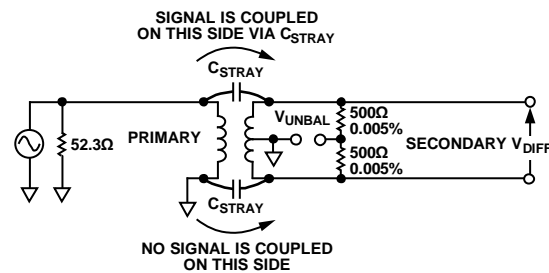 SIGNAL IS COUPLED
ON THIS SIDE VIA CSTRAY
CSTRAY
VUNBAL
500Ω
0.005%
52.3Ω
PRIMARY
SECONDARY VDIFF
500Ω
0.005%
CSTRAY
NO SIGNAL IS COUPLED
ON THIS SIDE